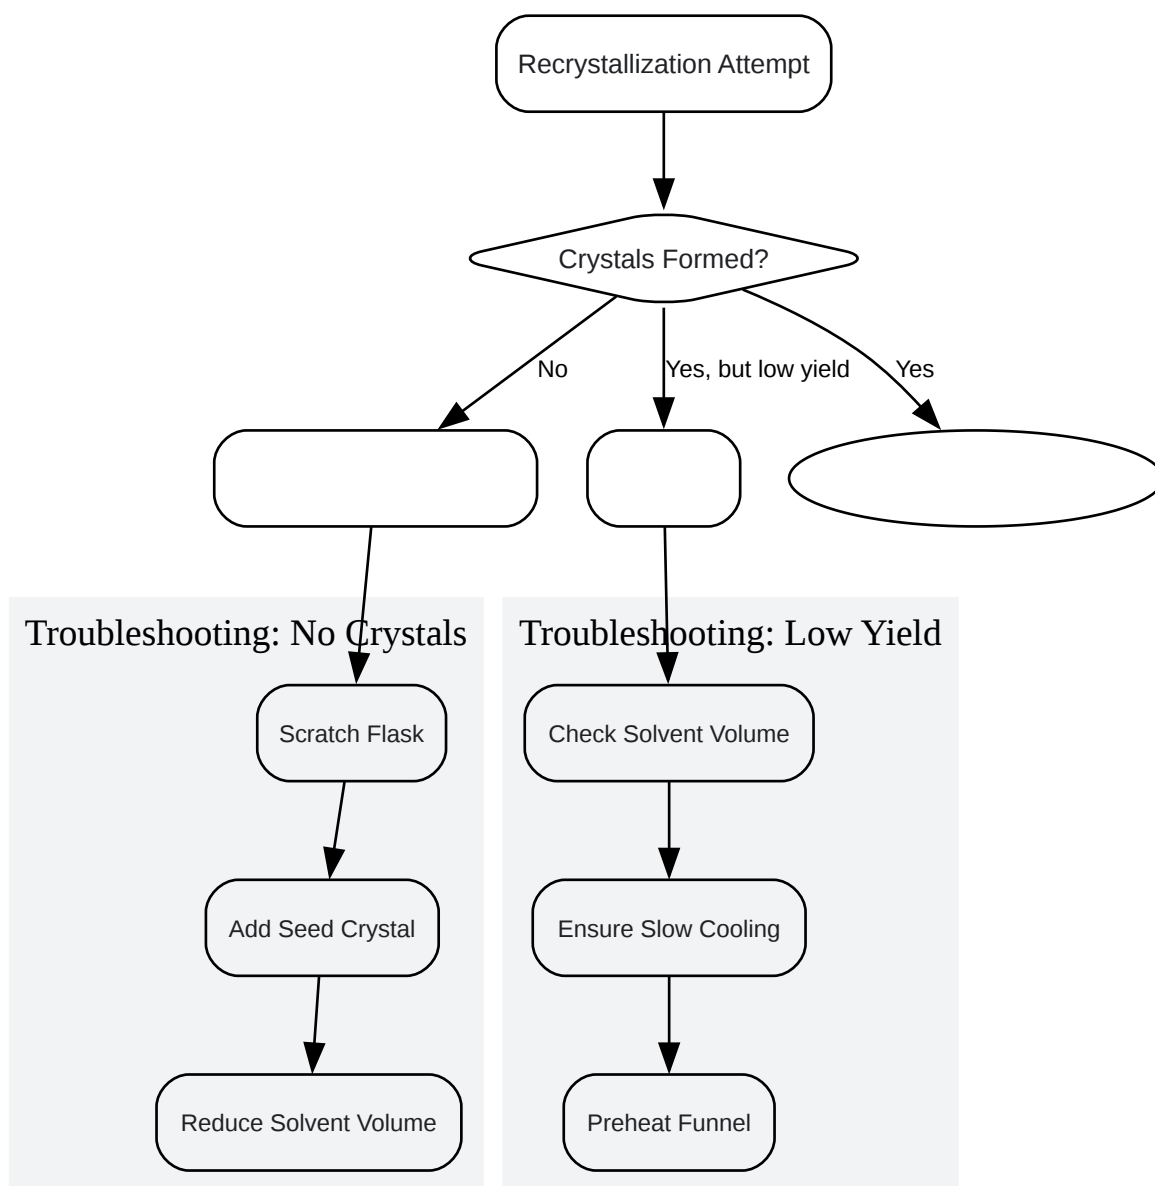 Recrystallization Attempt
Crystals Formed?
No
Yes, but low yield
Yes
Troubleshooting: No Crystals
Scratch Flask
Add Seed Crystal
Reduce Solvent Volume
Troubleshooting: Low Yield
Check Solvent Volume
Ensure Slow Cooling
Preheat Funnel